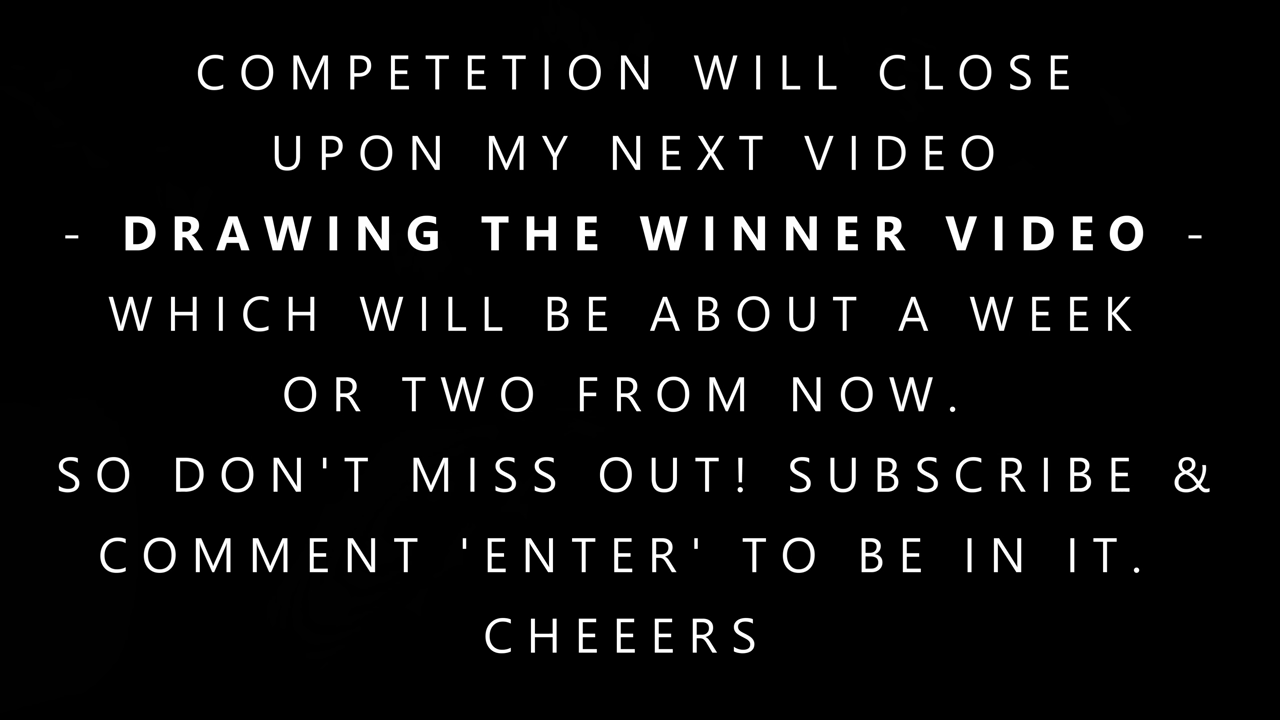 COMPETETION WILL CLOSE
UPON MY NEXT VIDEO
- DRAWING THE WINNER VIDEO -
WHICH WILL BE ABOUT A WEEK
OR TWO FROM NOW.
SO DON'T MISS OUT! SUBSCRIBE &
COMMENT 'ENTER' TO BE IN IT.
CHEEERS